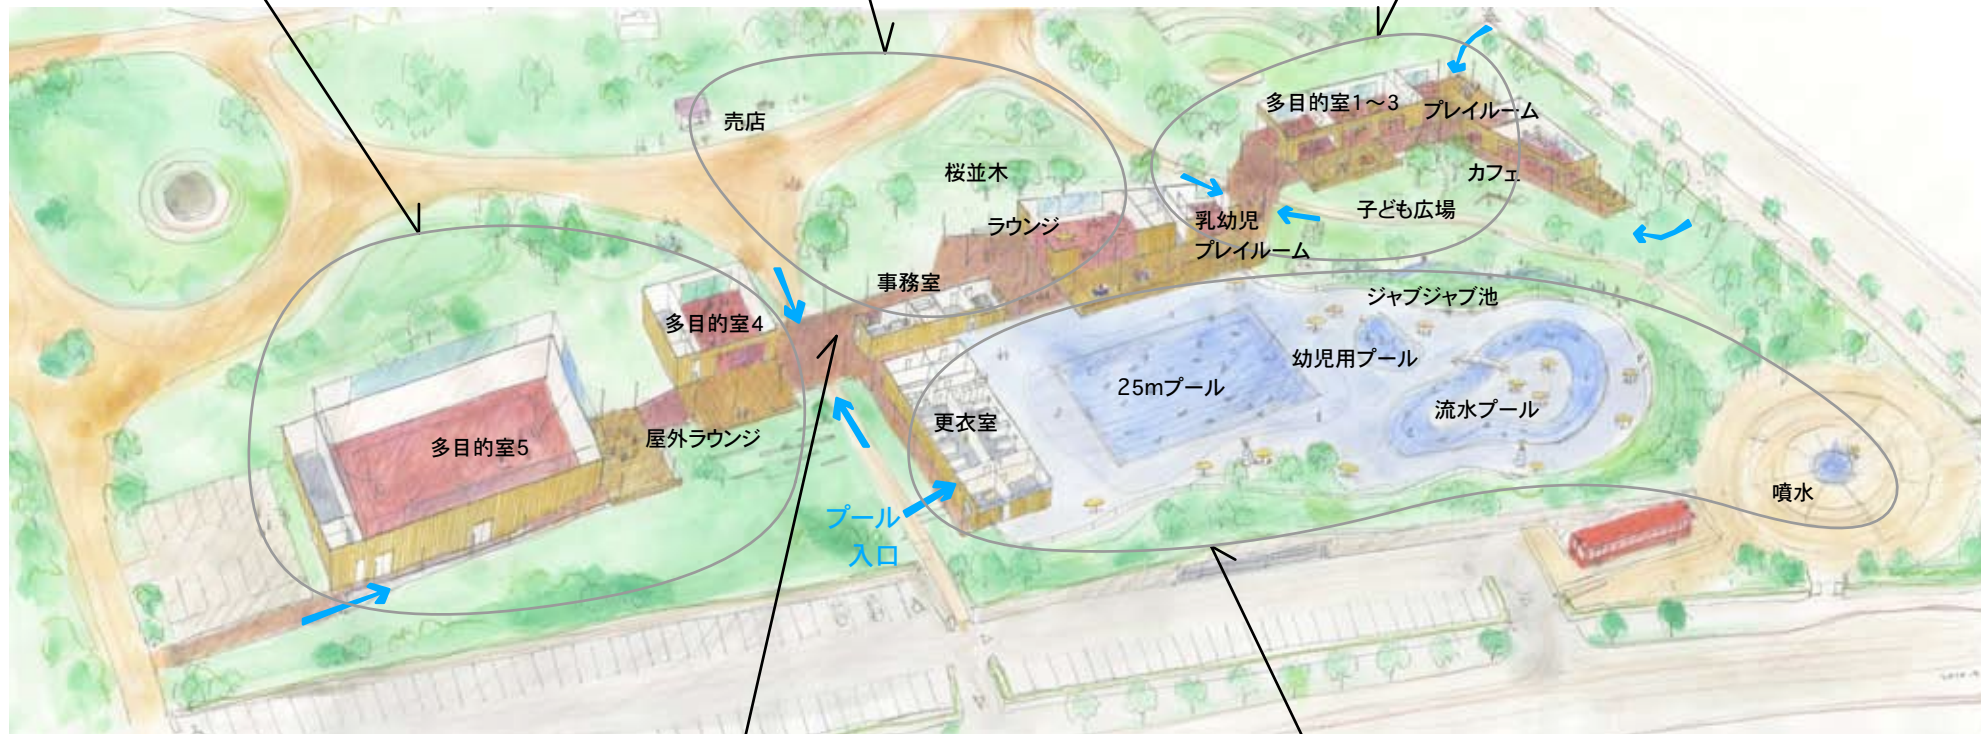 多目的室1～3
プレイルーム
売店
桜並木
カフェ
子ども広場
ラウンジ
乳幼児
プレイルーム
事務室
ジャブジャブ池
多目的室4
幼児用プール
25mプール
流水プール
更衣室
屋外ラウンジ
多目的室5
噴水
プール
入口